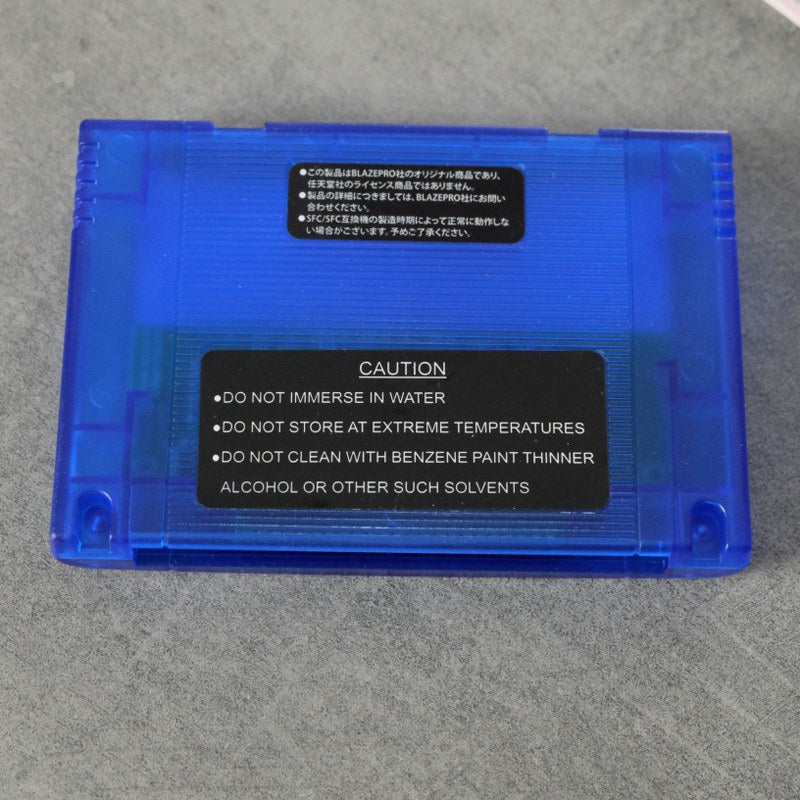 ●この製品はBLAZEPRO社のオリジナル商品であり、
任天堂社のライセンス商品ではありません。
●製品の詳細につきましては、BLAZEPRO社にお問い
合わせください。
●SFC/SFC互換機の製造時期によって正常に動作しな
い場合がございます。予めご了承ください。
CAUTION
●DO NOT IMMERSE IN WATER
●DO NOT STORE AT EXTREME TEMPERATURES
●DO NOT CLEAN WITH BENZENE PAINT THINNER
ALCOHOL OR OTHER SUCH SOLVENTS